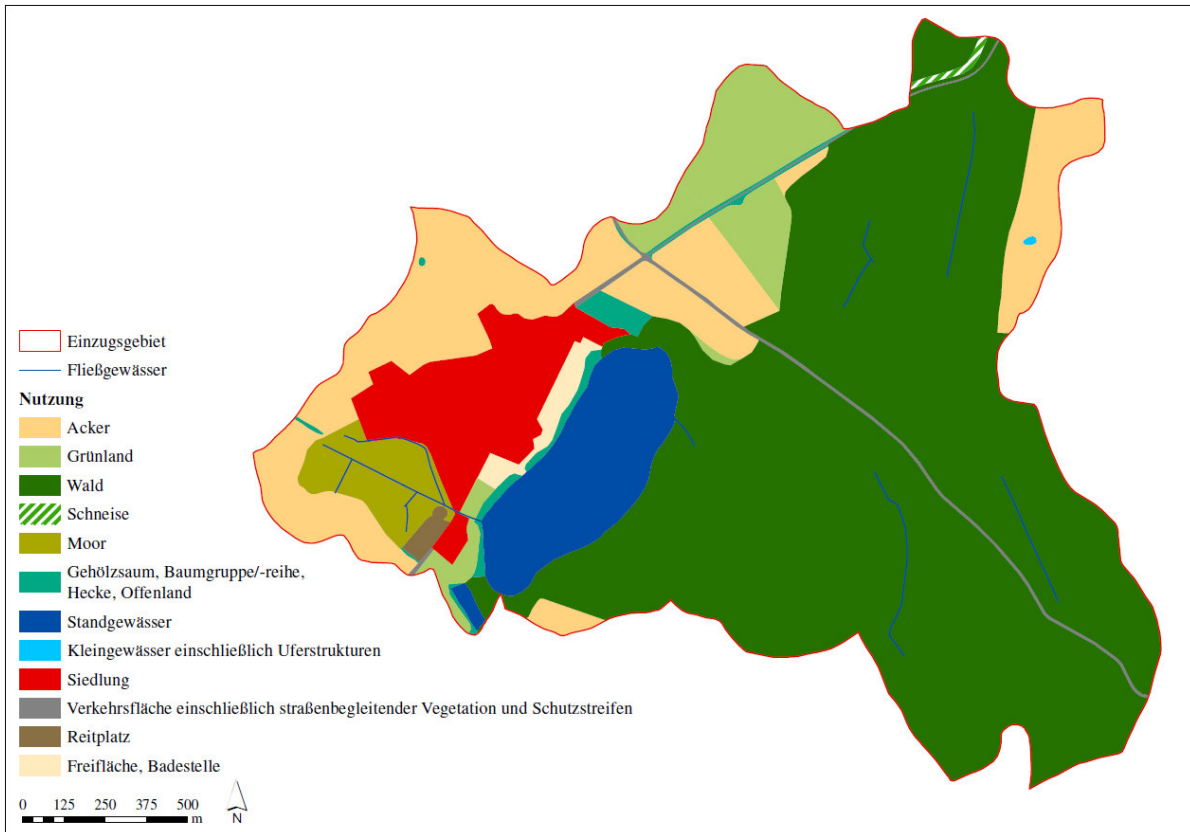 Einzugsgebiet
Fließgewässer
Nutzung
Acker
Grünland
Wald
Schneise
Moor
Gehölzsaum, Baumgruppe/-reihe,
Hecke, Offenland
Standgewässer
Kleingewässer einschließlich Uferstrukturen
Siedlung
Verkehrsfläche einschließlich straßenbegleitender Vegetation und Schutzstreifen
Reitplatz
Freifläche, Badestelle
0 125 250 375 500
m
N